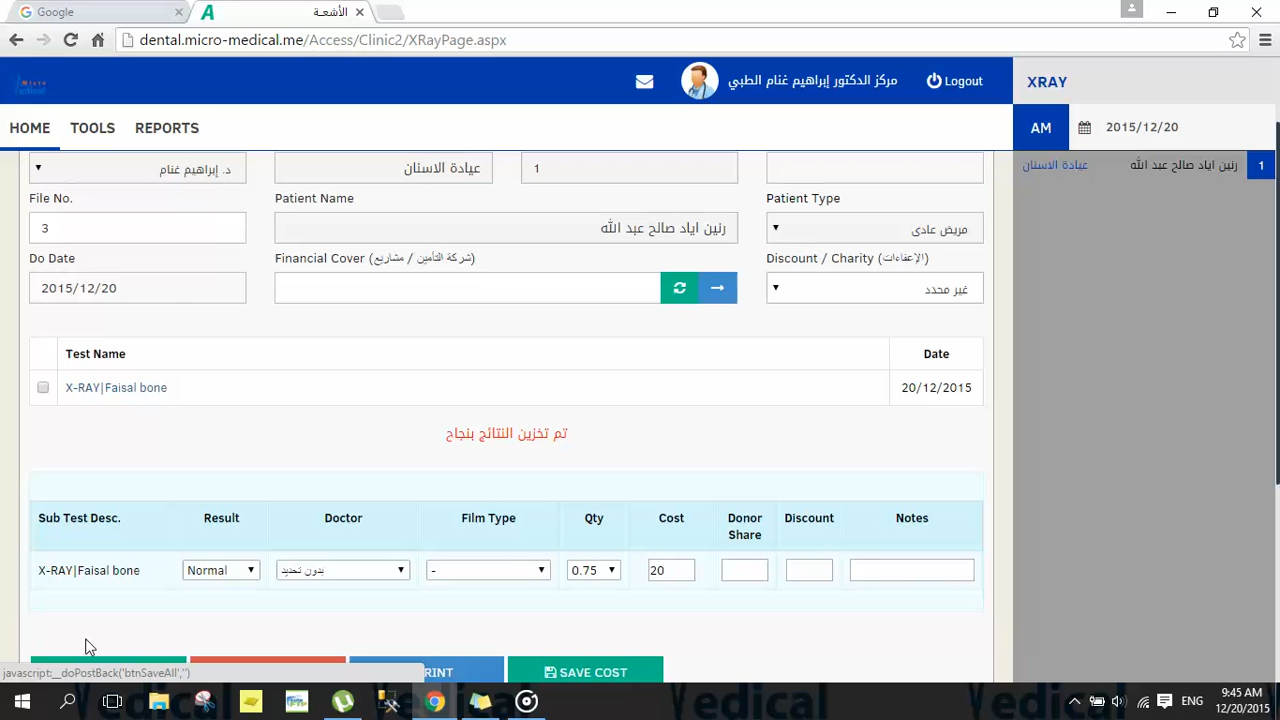 Google
الأشعـة
dental.micro-medical.me/Access/Clinic2/XRayPage.aspx
مركز الدكتور إبراهيم غنام الطبي
Logout
XRAY
HOME
TOOLS
REPORTS
AM
2015/12/20
د. إبراهيم غنام
عيادة الاسنان
1
عيادة الاسنان
رنين اياد صالح عبد الله
1
File No.
Patient Name
Patient Type
3
رنين اياد صالح عبد الله
مريض عادى
Do Date
Financial Cover (شركة التأمين / مشاريع)
Discount / Charity (الإعفاءات)
2015/12/20
غير محدد
Test Name
Date
X-RAY|Faisal bone
20/12/2015
تم تخزين النتائج بنجاح
Sub Test Desc.
Result
Doctor
Film Type
Qty
Cost
Donor Share
Discount
Notes
X-RAY|Faisal bone
Normal
بدون تحديد
-
0.75
20
javascript:__doPostBack('btnSaveAll','')
RINT
SAVE COST
ENG
9:45 AM
12/20/2015